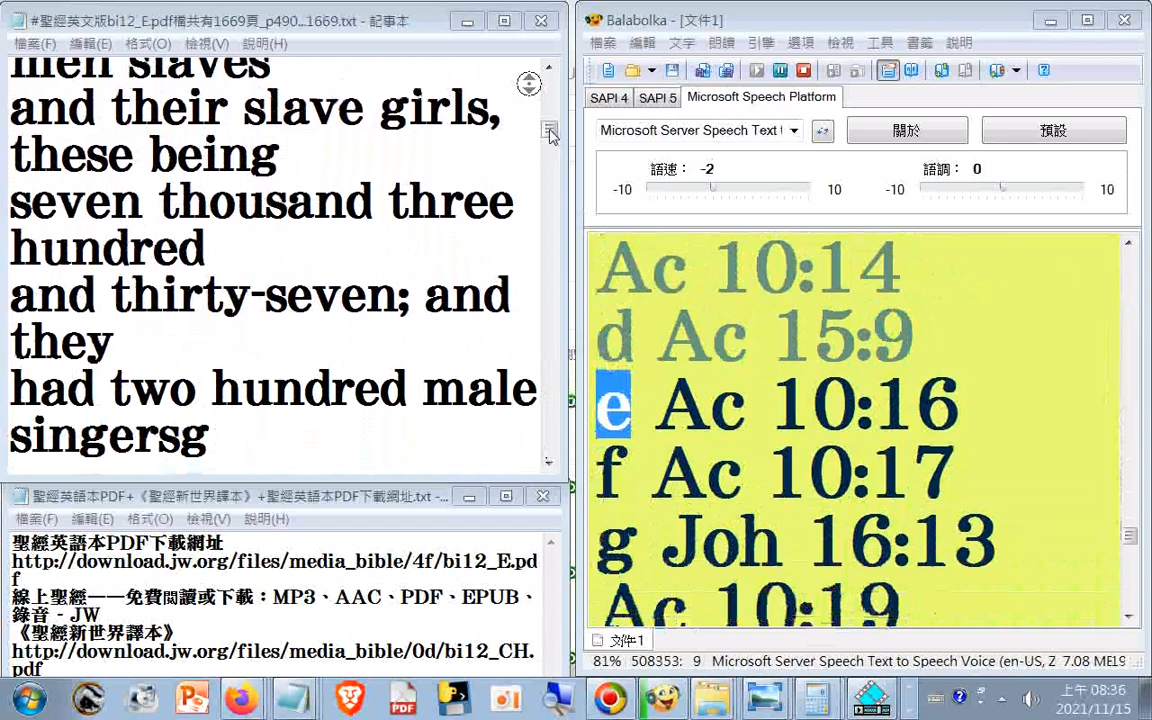 #聖經英文版bi12_E.pdf檔共有1669頁_p490...1669.txt - 記事本
檔案(F) 編輯(E) 格式(O) 檢視(V) 說明(H)
men slaves
and their slave girls,
these being
seven thousand three
hundred
and thirty-seven; and
they
had two hundred male
singersg
聖經英語本PDF+《聖經新世界譯本》+聖經英語本PDF下載網址.txt -...
檔案(F) 編輯(E) 格式(O) 檢視(V) 說明(H)
聖經英語本PDF下載網址
http://download.jw.org/files/media_bible/4f/bi12_E.pd
f
線上聖經——免費閱讀或下載：MP3、AAC、PDF、EPUB、
錄音 - JW
《聖經新世界譯本》
http://download.jw.org/files/media_bible/0d/bi12_CH.
pdf
Balabolka - [文件1]
檔案 編輯 文字 朗讀 引擎 選項 檢視 工具 書籤 說明
SAPI 4 SAPI 5 Microsoft Speech Platform
Microsoft Server Speech Text 關於 預設
語速： -2 語調： 0
-10 10 -10 10
Ac 10:14
d Ac 15:9
e Ac 10:16
f Ac 10:17
g Joh 16:13
Ac 10:19
文件1
81% 508353: 9 Microsoft Server Speech Text to Speech Voice (en-US, Z 7.08 ME
PDF
上午 08:36
2021/11/15